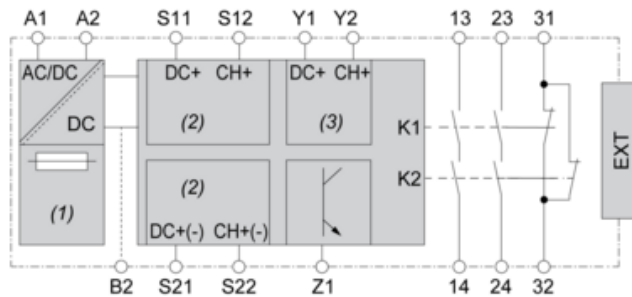 A1 A2 S11 S12 Y1 Y2 13 23 31
AC/DC DC+ CH+ DC+ CH+
DC (2) (3) K1 EXT
(2) K2
(1)
DC+(-) CH+(-)
B2 S21 S22 Z1 14 24 32